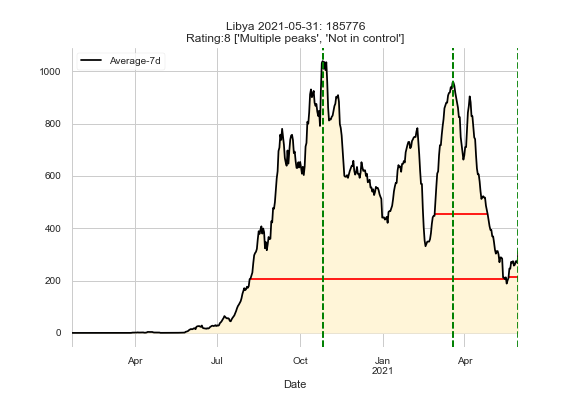 Libya 2021-05-31: 185776
Rating:8 ['Multiple peaks', 'Not in control']
Average-7d
1000
800
600
400
200
0
Apr
Jul
Oct
Jan
2021
Apr
Date